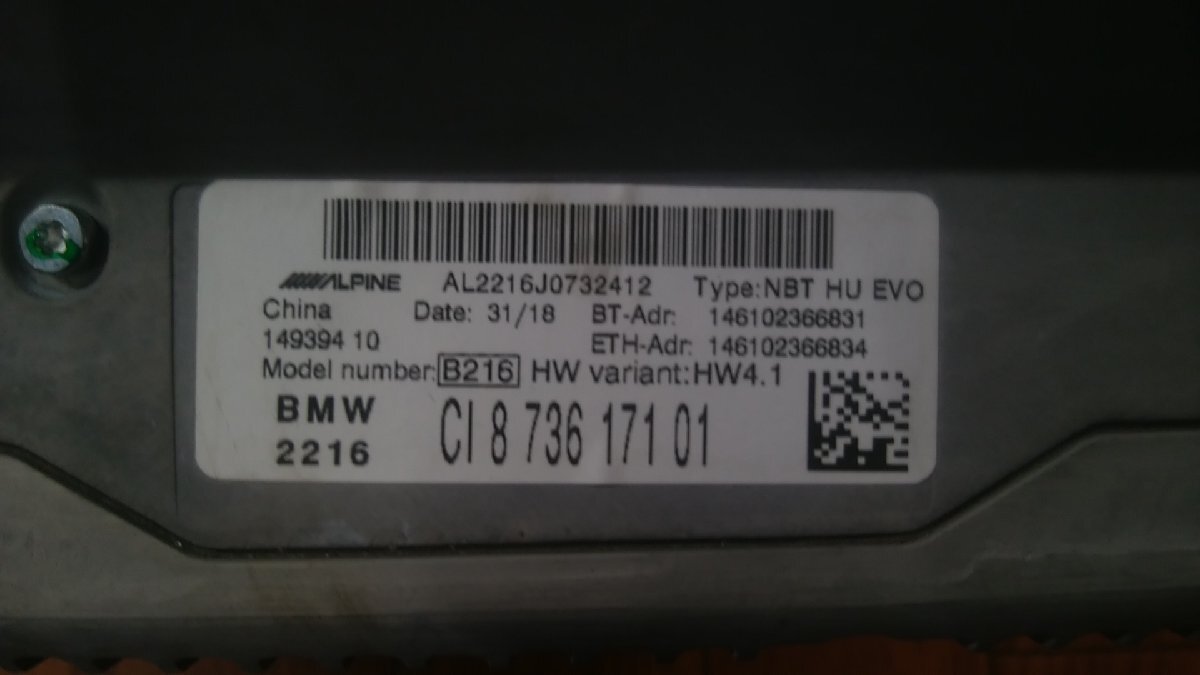 ALPINE AL2216J0732412 Type:NBT HU EVO
China Date: 31/18 BT-Adr: 146102366831
149394 10 ETH-Adr: 146102366834
Model number: B216 HW variant:HW4.1
BMW CI 8 736 171 01
2216